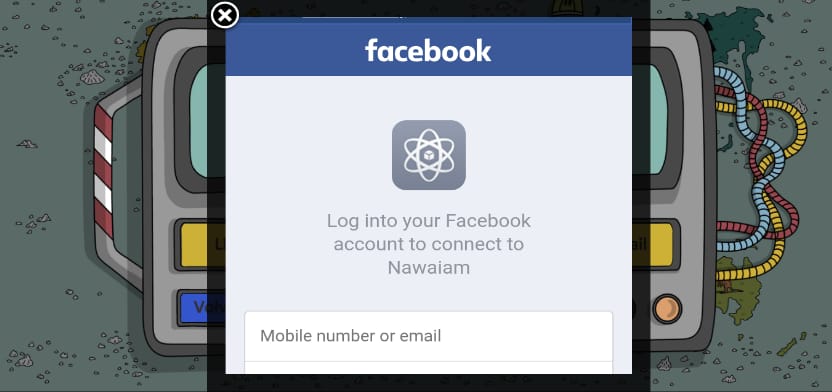 facebook
Log into your Facebook
account to connect to
Nawaiam
Mobile number or email